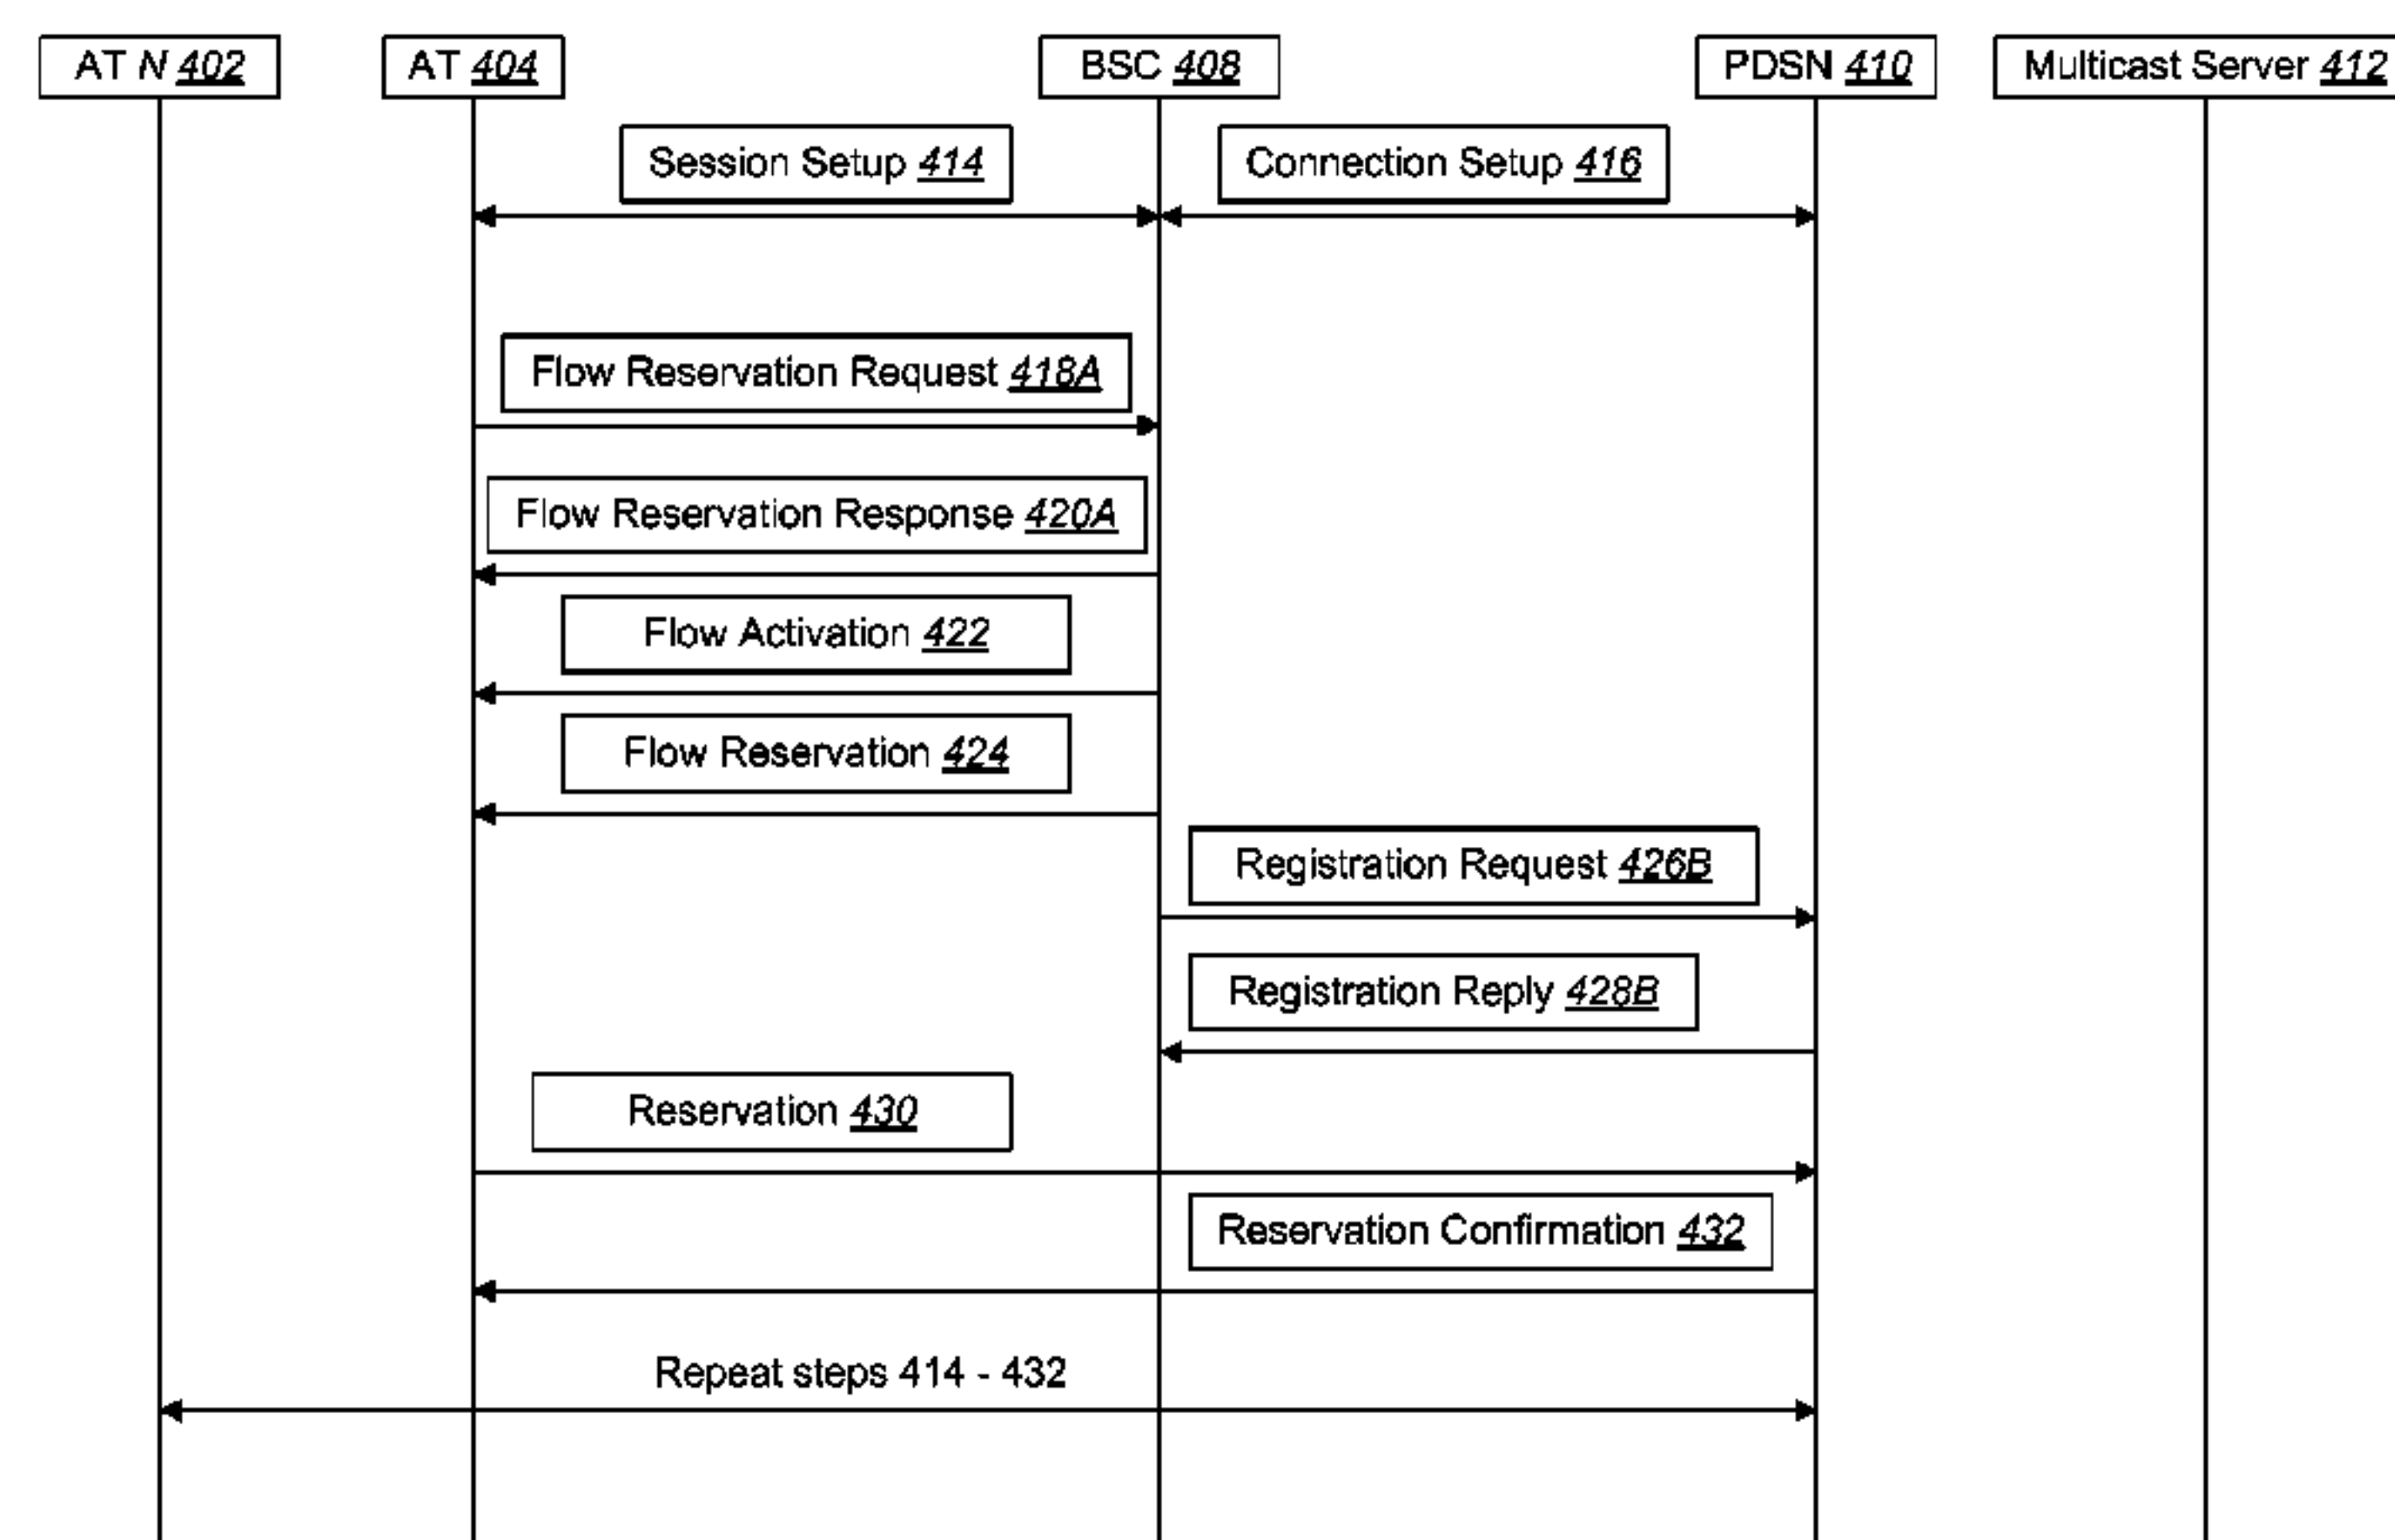 AT N 402
AT 404
BSC 408
PDSN 410
Multicast Server 412
Session Setup 414
Connection Setup 416
Flow Reservation Request 418A
Flow Reservation Response 420A
Flow Activation 422
Flow Reservation 424
Registration Request 426B
Registration Reply 428B
Reservation 430
Reservation Confirmation 432
Repeat steps 414 - 432